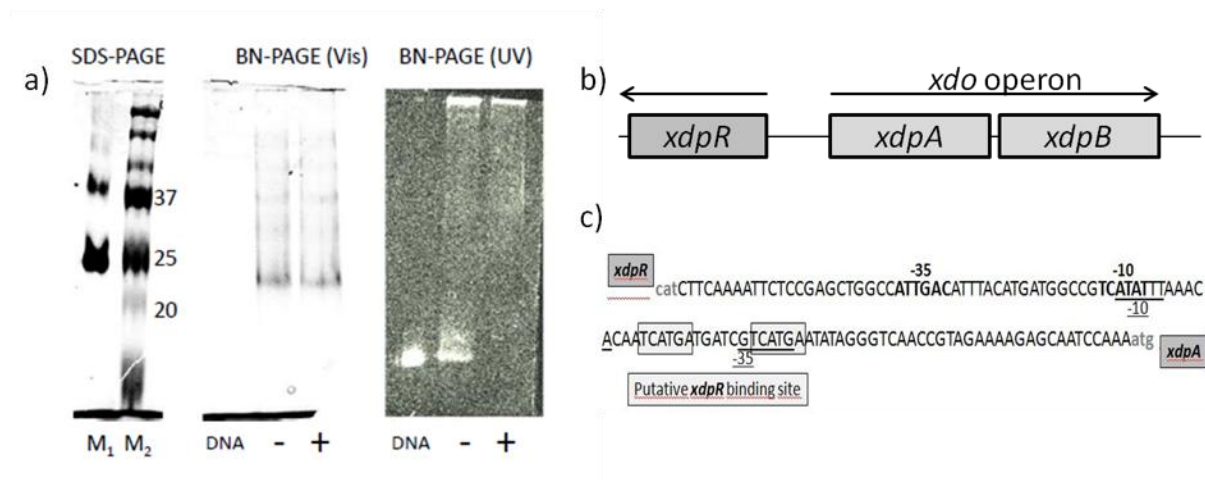 a)
SDS-PAGE
BN-PAGE (Vis)
BN-PAGE (UV)
37
25
20
M1 M2
DNA - +
DNA - +
b)
xdo operon
xdpR
xdpA
xdpB
c)
xdpR
-35
-10
catCTTCAAAATTCTCCGAGCTGGCCATTGACATTTACATGATGGCCGTCATATTTAAAC
-10
ACAATCATGATGATCGTCATGAATATAGGGTCAACCGTAGAAAAAGAGCAATCCAAAatg
-35
xdpA
Putative xdpR binding site